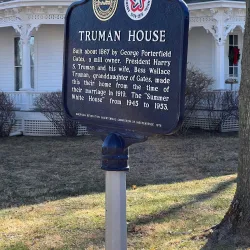 TRUMAN HOUSE
Built about 1867 by George Porterfield
Gates, a mill owner. President Harry
S. Truman and his wife, Bess Wallace
Truman, granddaughter of Gates, made
this their home from the time of
their marriage in 1919. The "Summer
White House" from 1945 to 1953.